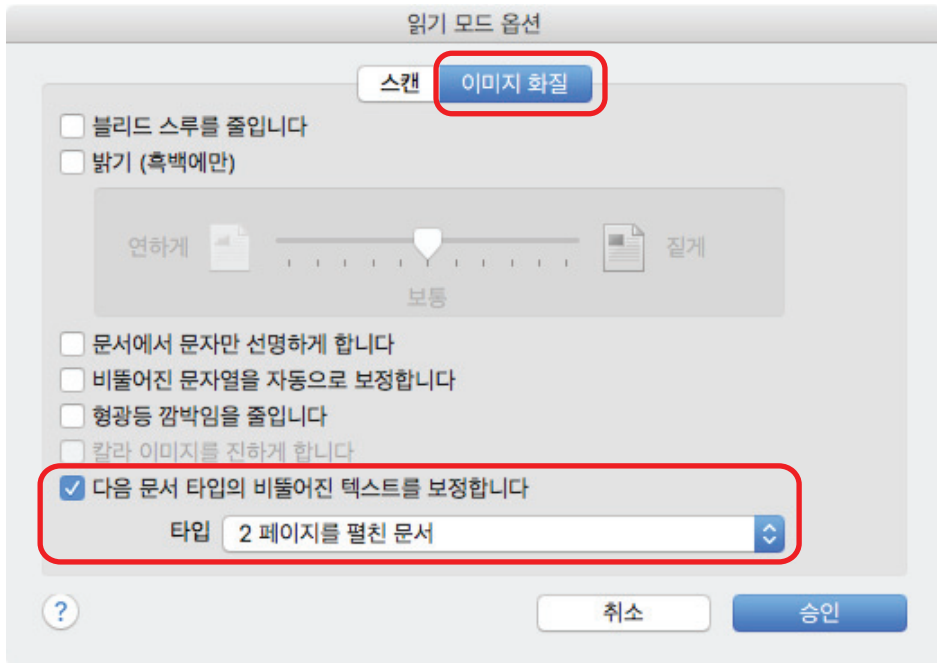 읽기 모드 옵션
스캔 이미지 화질
블리드 스루를 줄입니다
밝기 (흑백에만)
연하게 짙게
보통
문서에서 문자만 선명하게 합니다
비뚤어진 문자열을 자동으로 보정합니다
형광등 깜박임을 줄입니다
칼라 이미지를 진하게 합니다
다음 문서 타입의 비뚤어진 텍스트를 보정합니다
타입 2 페이지를 펼친 문서
? 취소 승인